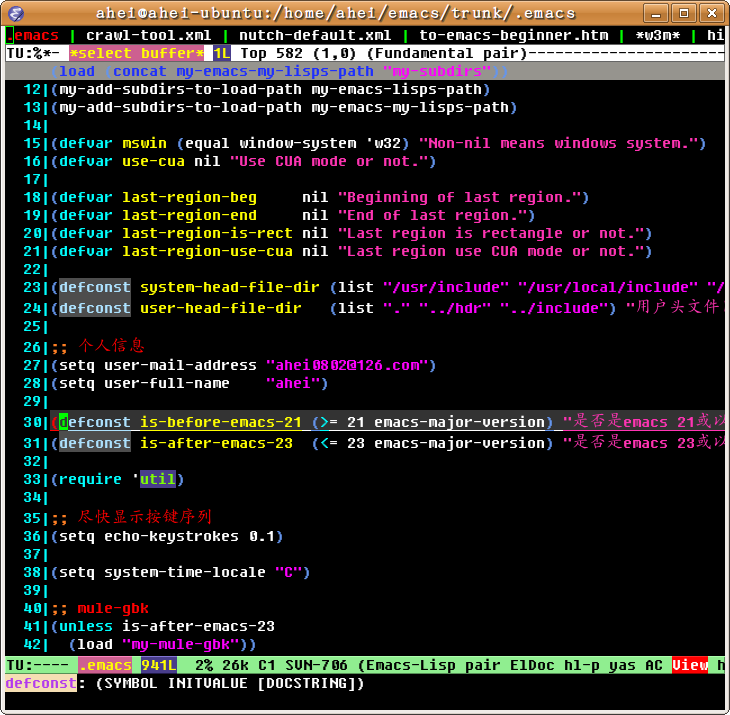 ahei@ahei-ubuntu:/home/ahei/emacs/trunk/.emacs
.emacs | crawl-tool.xml | nutch-default.xml | to-emacs-beginner.htm | *w3m* | hi
TU:%*- *select buffer* 1L Top 582 (1,0) (Fundamental pair)----------------------
(load (concat my-emacs-my-lisps-path "my-subdirs"))
12|(my-add-subdirs-to-load-path my-emacs-lisps-path)
13|(my-add-subdirs-to-load-path my-emacs-my-lisps-path)
14|
15|(defvar mswin (equal window-system 'w32) "Non-nil means windows system.")
16|(defvar use-cua nil "Use CUA mode or not.")
17|
18|(defvar last-region-beg     nil "Beginning of last region.")
19|(defvar last-region-end     nil "End of last region.")
20|(defvar last-region-is-rect nil "Last region is rectangle or not.")
21|(defvar last-region-use-cua nil "Last region use CUA mode or not.")
22|
23|(defconst system-head-file-dir (list "/usr/include" "/usr/local/include" "/
24|(defconst user-head-file-dir   (list "." "../hdr" "../include") "用户头文件
25|
26|;; 个人信息
27|(setq user-mail-address "ahei0802@126.com")
28|(setq user-full-name    "ahei")
29|
30|(defconst is-before-emacs-21 (>= 21 emacs-major-version) "是否是emacs 21或以
31|(defconst is-after-emacs-23  (<= 23 emacs-major-version) "是否是emacs 23或以
32|
33|(require 'util)
34|
35|;; 尽快显示按键序列
36|(setq echo-keystrokes 0.1)
37|
38|(setq system-time-locale "C")
39|
40|;; mule-gbk
41|(unless is-after-emacs-23
42|  (load "my-mule-gbk"))
TU:---- .emacs 941L  2% 26k C1 SVN-706 (Emacs-Lisp pair ElDoc hl-p yas AC View h
defconst: (SYMBOL INITVALUE [DOCSTRING])